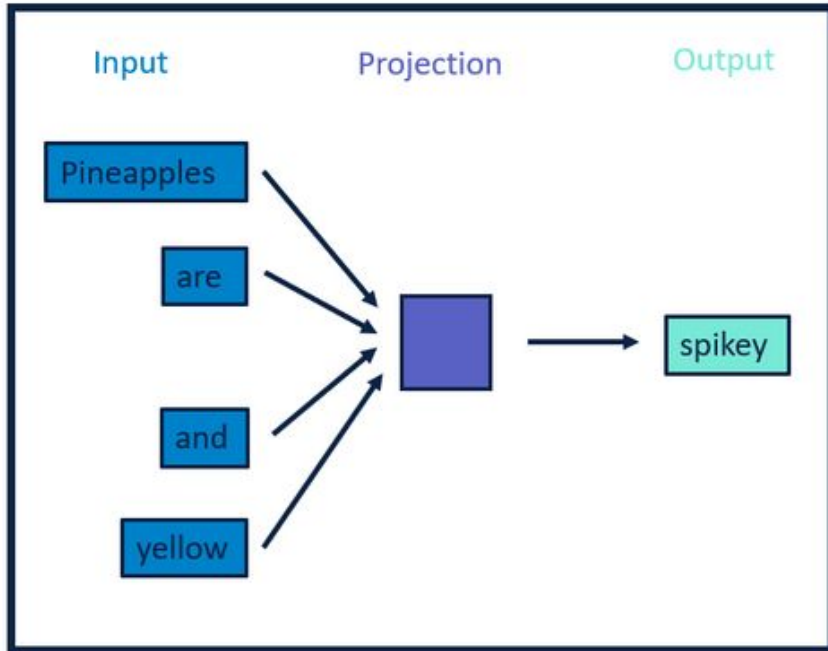 Input Projection Output
Pineapples
are
spikey
and
yellow